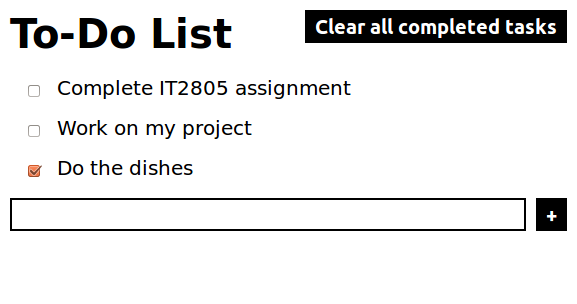 To-Do List
Clear all completed tasks
Complete IT2805 assignment
Work on my project
Do the dishes
+